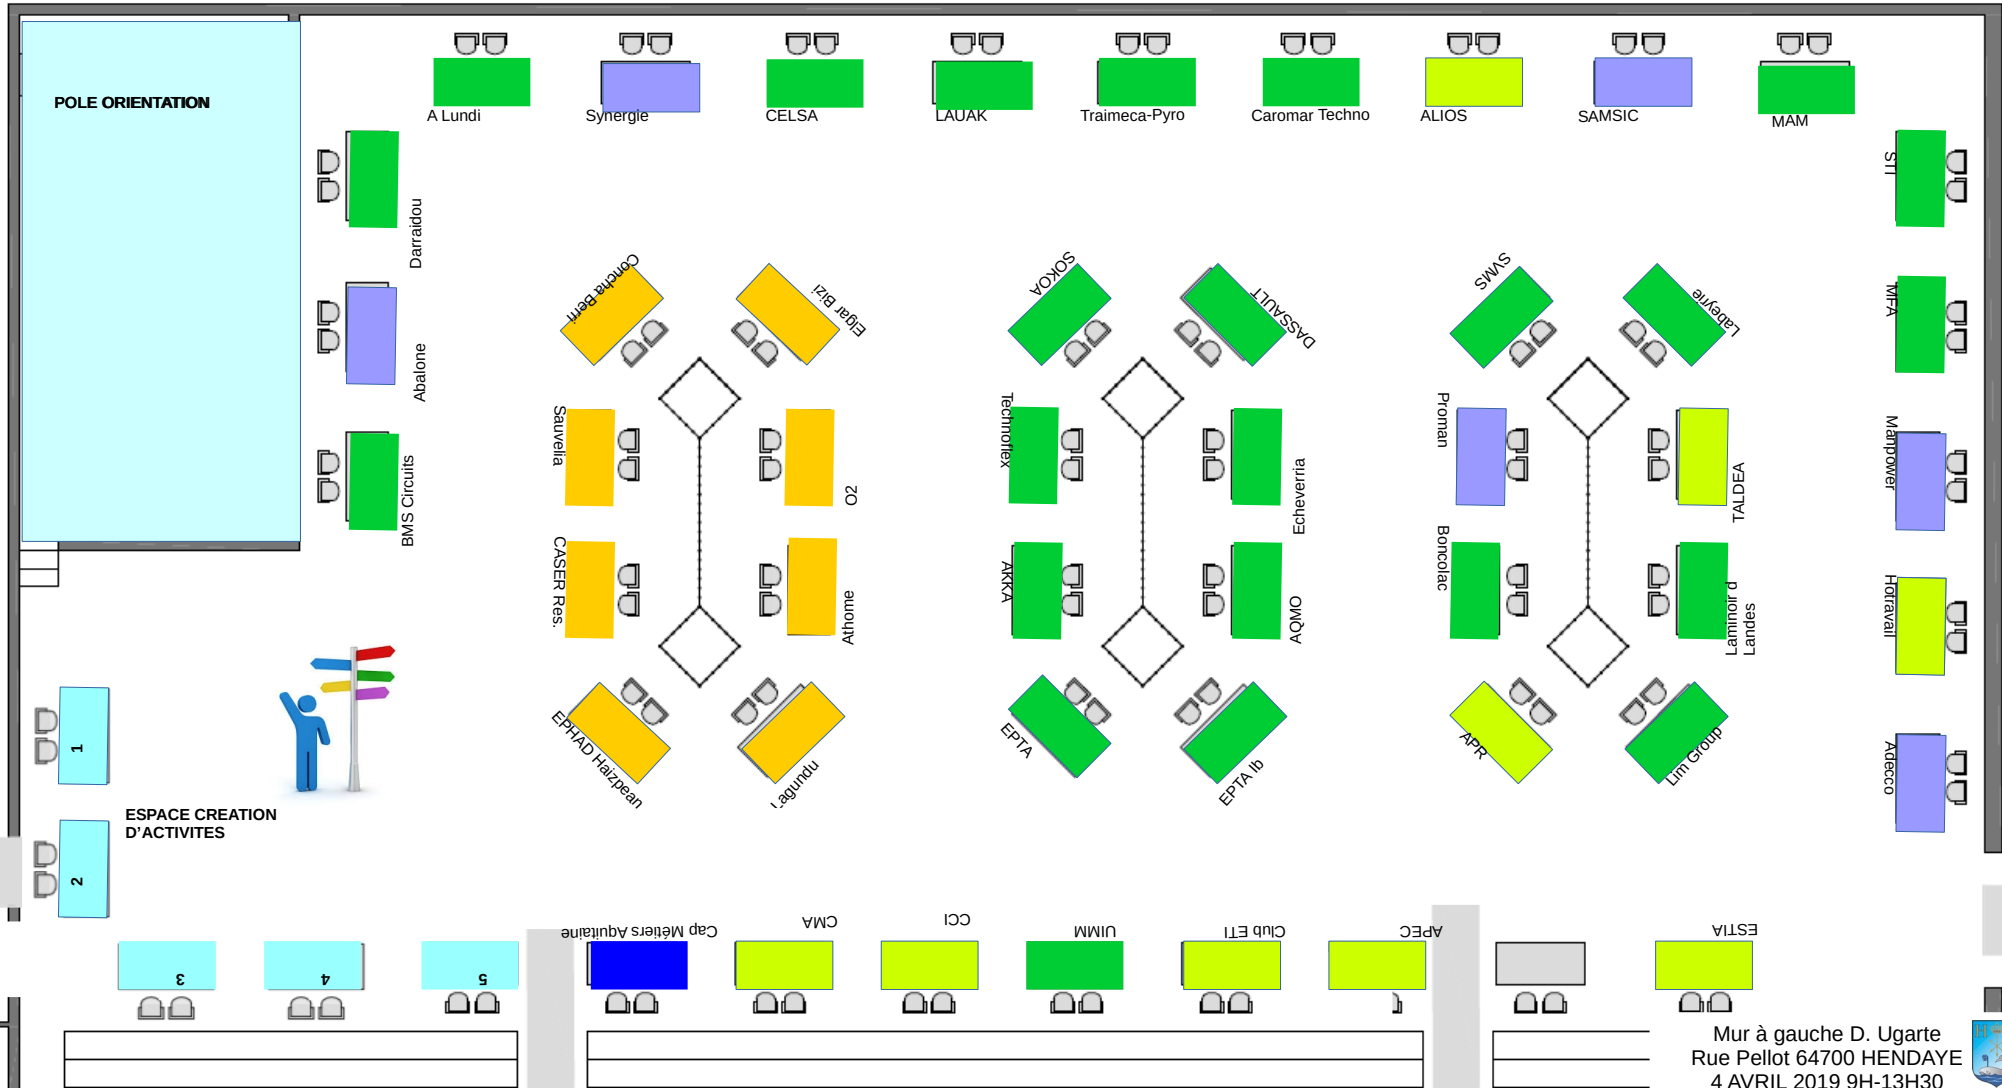 POLE ORIENTATION
A Lundi
Synergie
CELSA
LAUAK
Traimeca-Pyro
Caromar Techno
ALIOS
SAMSIC
MAM
Darraidou
Abalone
BMS Circuits
STI
MFA
Manpower
Hotravail
Adecco
Concha Berri
Elgar Bizi
Sauvelia
O2
CASER Res.
Athome
EPHAD Haizpean
Lagundu
SOKOA
DASSAULT
Technoflex
Echeverria
AKKA
AQMO
EPTA
EPTA Ib
SVMS
Labeyrie
Proman
TALDEA
Boncolac
Laminoir d
Landes
APR
Lim Group
1
2
ESPACE CREATION
D'ACTIVITES
3
4
5
Cap Métiers Aquitaine
CMA
CCI
UIMM
Club ETI
APEC
ESTIA
Mur à gauche D. Ugarte
Rue Pellot 64700 HENDAYE
4 AVRIL 2019 9H-13H30